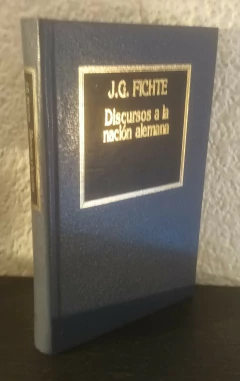 J.G. FICHTE
Discursos a la
nación alemana